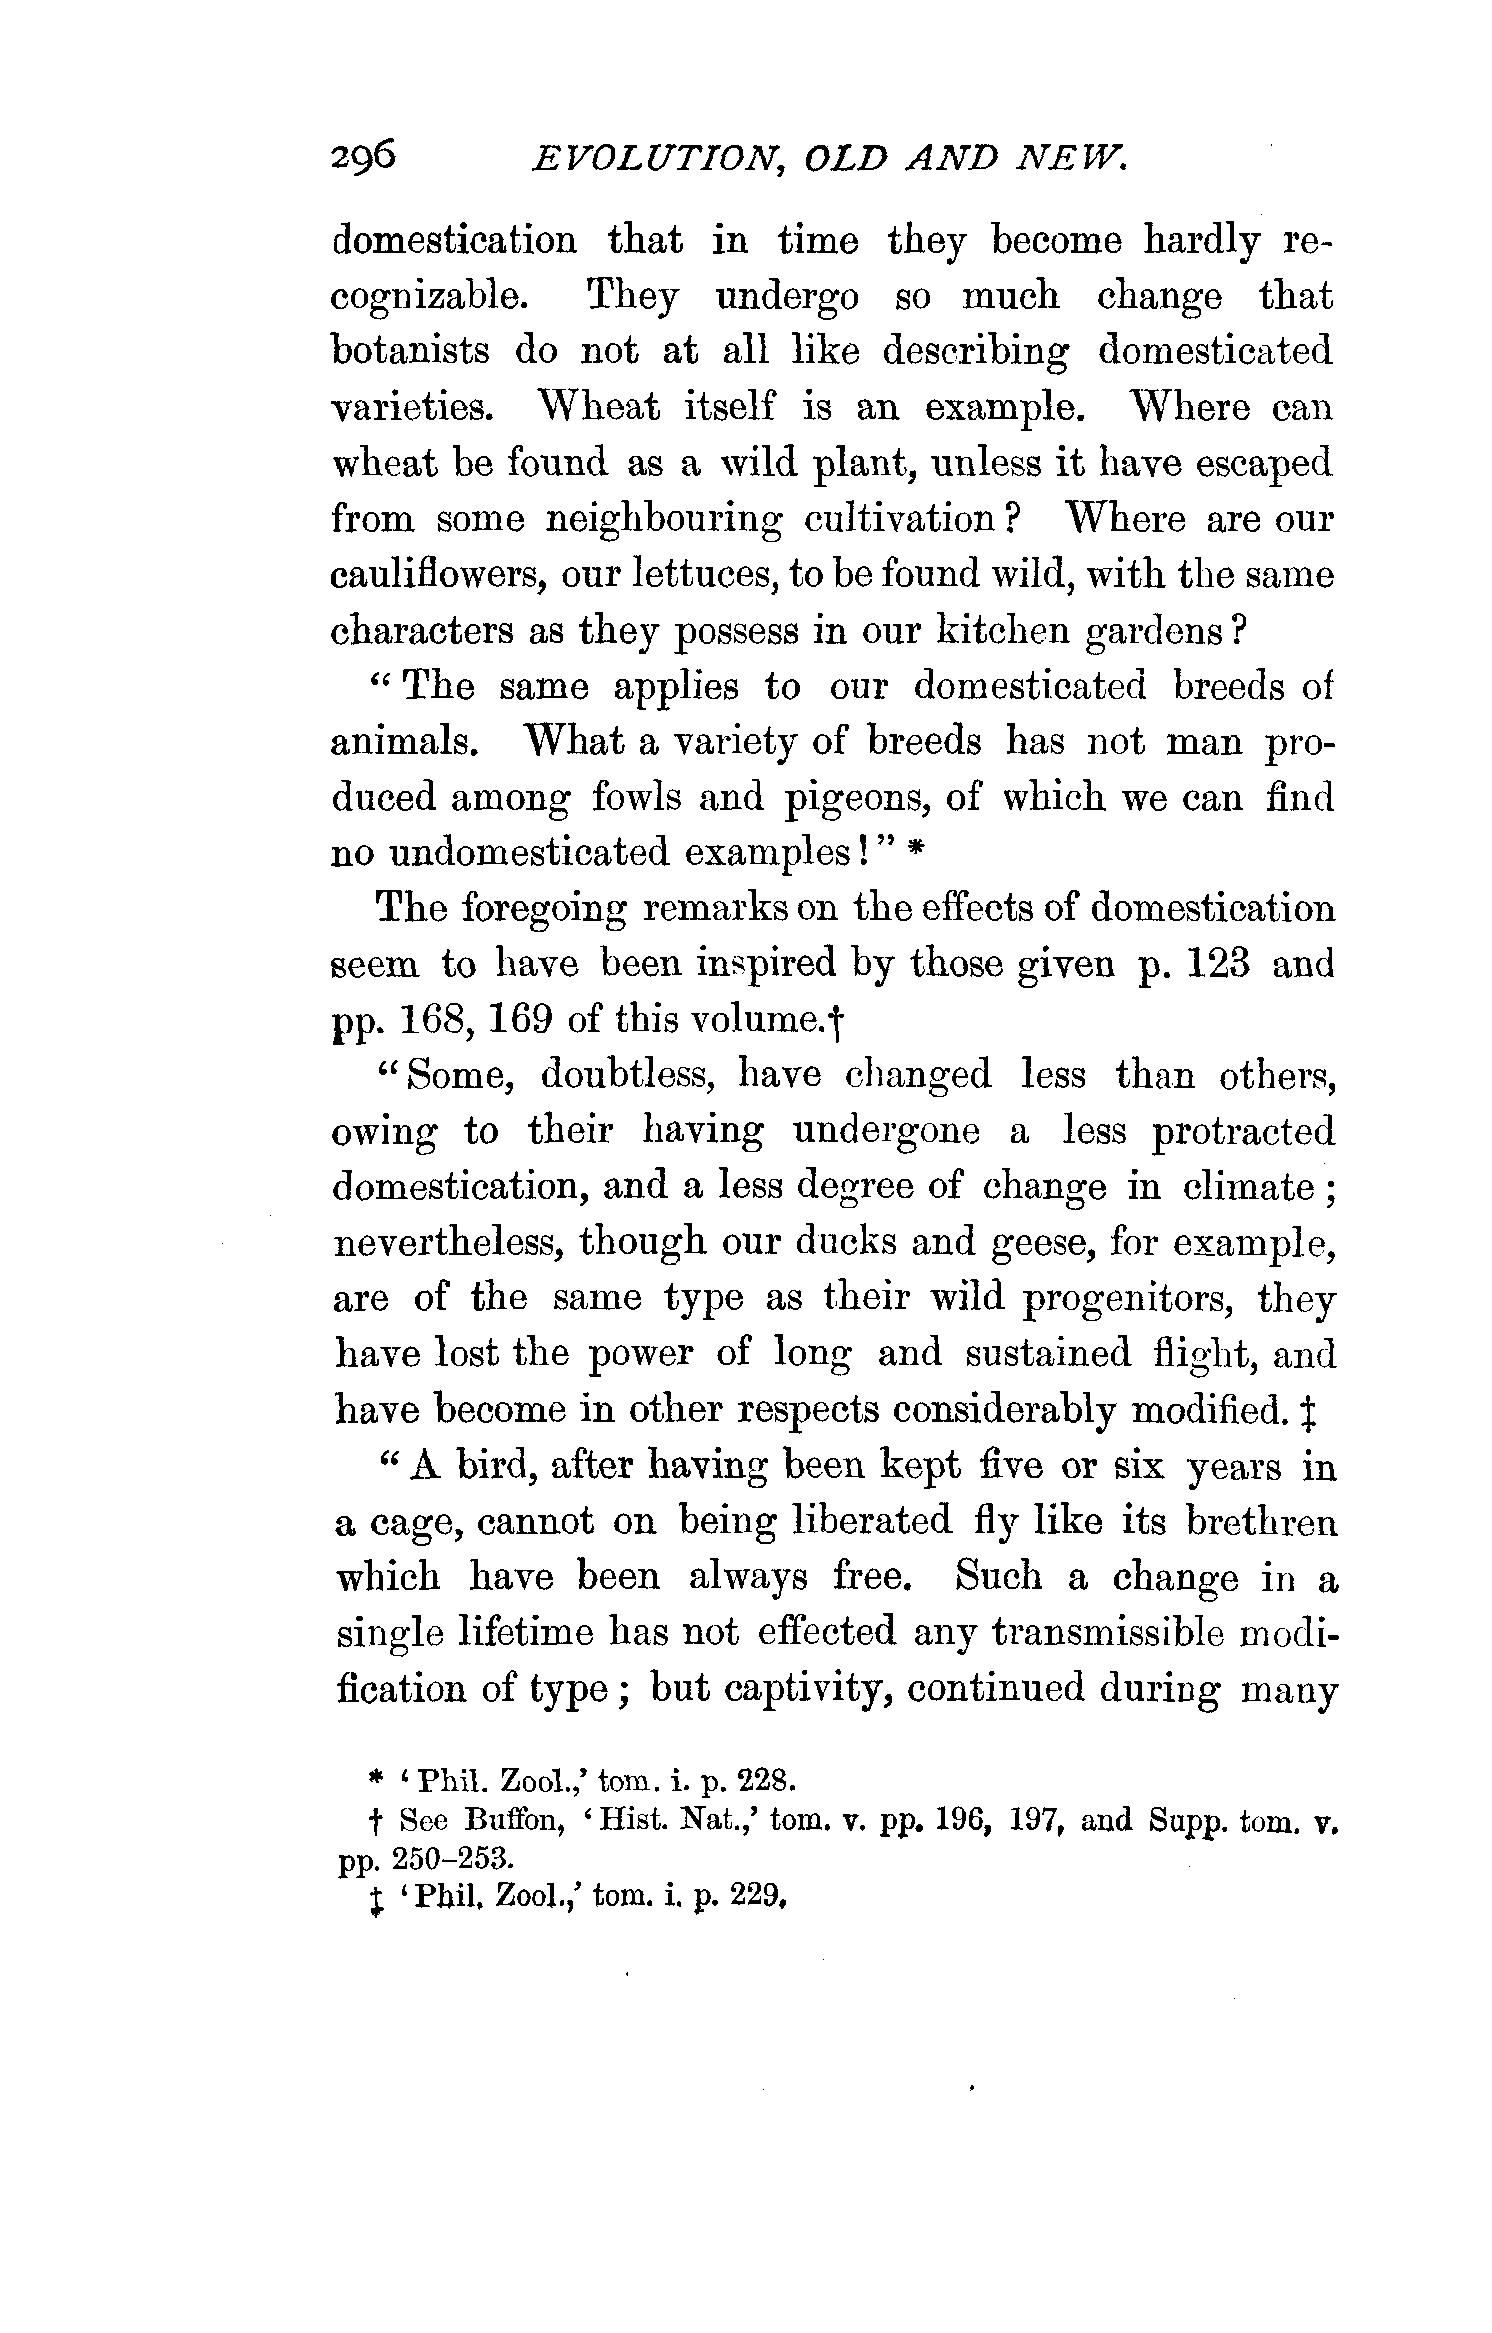 296 EVOLUTION, OLD AND NEW.
domestication that in time they become hardly re-
cognizable. They undergo so much change that
botanists do not at all like describing domesticated
varieties. Wheat itself is an example. Where can
wheat be found as a wild plant, unless it have escaped
from some neighbouring cultivation ? Where are our
cauliflowers, our lettuces, to be found wild, with the same
characters as they possess in our kitchen gardens ?
“ The same applies to our domesticated breeds of
animals. What a variety of breeds has not man pro-
duced among fowls and pigeons, of which we can find
no undomesticated examples ! ” *
The foregoing remarks on the effects of domestication
seem to have been inspired by those given p. 123 and
pp. 168, 169 of this volume.†
“ Some, doubtless, have changed less than others,
owing to their having undergone a less protracted
domestication, and a less degree of change in climate ;
nevertheless, though our ducks and geese, for example,
are of the same type as their wild progenitors, they
have lost the power of long and sustained flight, and
have become in other respects considerably modified. ‡
“ A bird, after having been kept five or six years in
a cage, cannot on being liberated fly like its brethren
which have been always free. Such a change in a
single lifetime has not effected any transmissible modi-
fication of type ; but captivity, continued during many
* ‘ Phil. Zool.,’ tom. i. p. 228.
† See Buffon, ‘ Hist. Nat.,’ tom. v. pp. 196, 197, and Supp. tom. v.
pp. 250–253.
‡ ‘ Phil. Zool.,’ tom. i. p. 229.